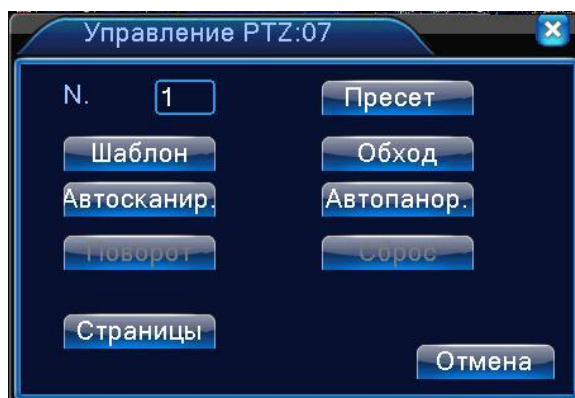 Управление PTZ:07
N. 1 Пресет
Шаблон Обход
Автосканир. Автопанор.
Поворот Сброс
Страницы
Отмена